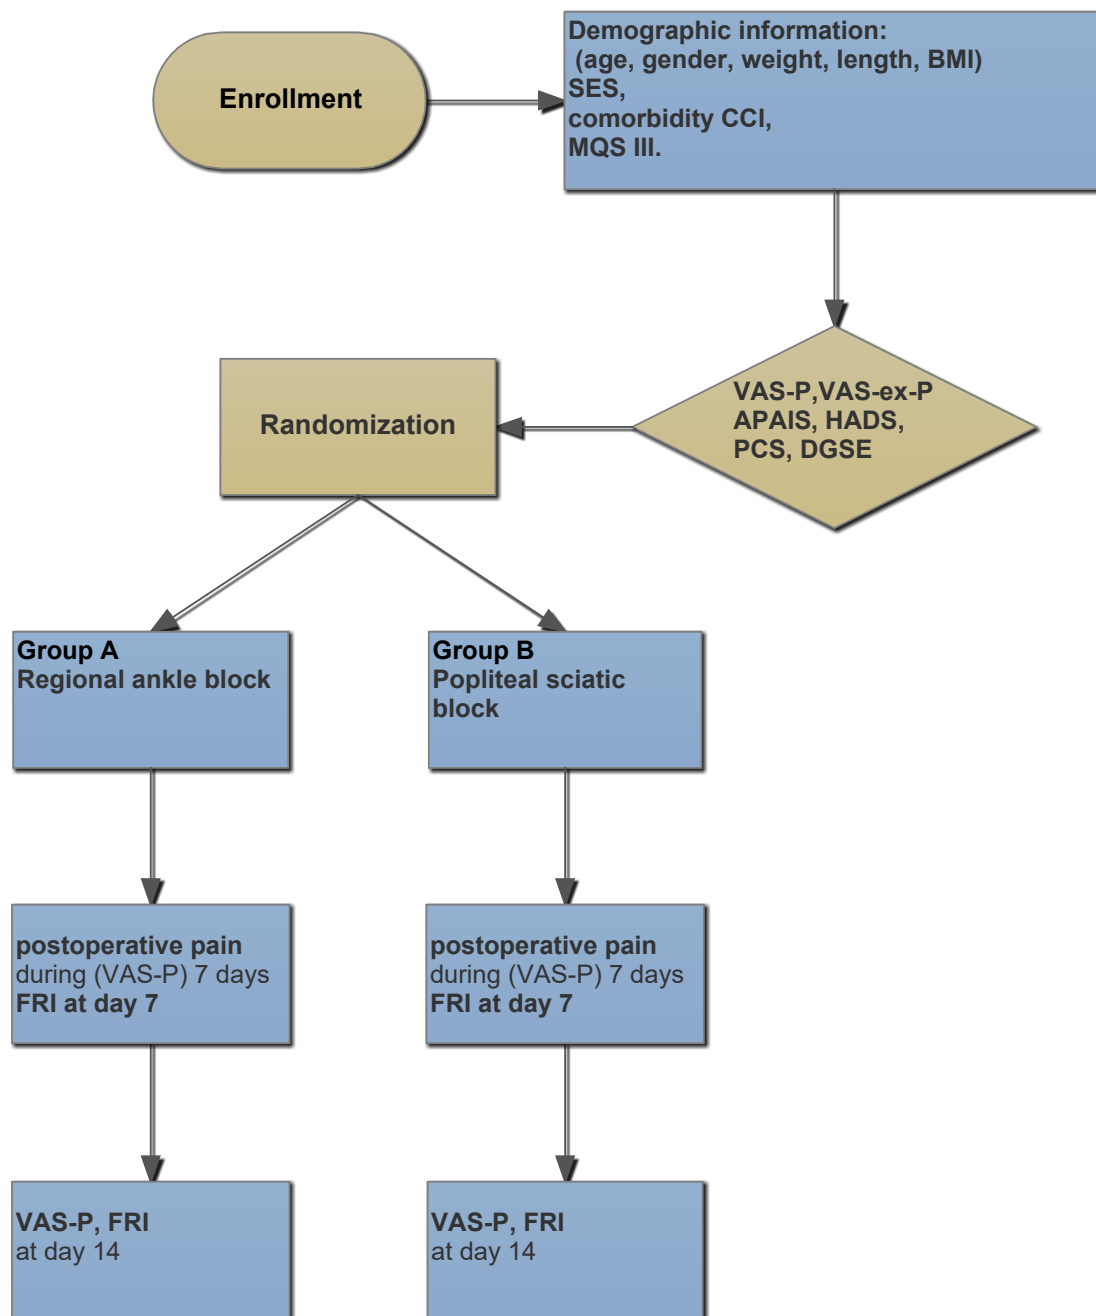 Enrollment
Demographic information:
(age, gender, weight, length, BMI)
SES,
comorbidity CCI,
MQS III.
VAS-P,VAS-ex-P
APAIS, HADS,
PCS, DGSE
Randomization
Group A
Regional ankle block
Group B
Popliteal sciatic
block
postoperative pain
during (VAS-P) 7 days
FRI at day 7
postoperative pain
during (VAS-P) 7 days
FRI at day 7
VAS-P, FRI
at day 14
VAS-P, FRI
at day 14